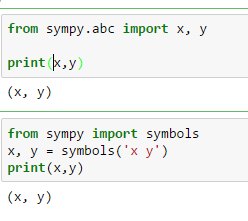 from sympy.abc import x, y
print(x,y)
(x, y)
from sympy import symbols
x, y = symbols('x y')
print(x,y)
(x, y)